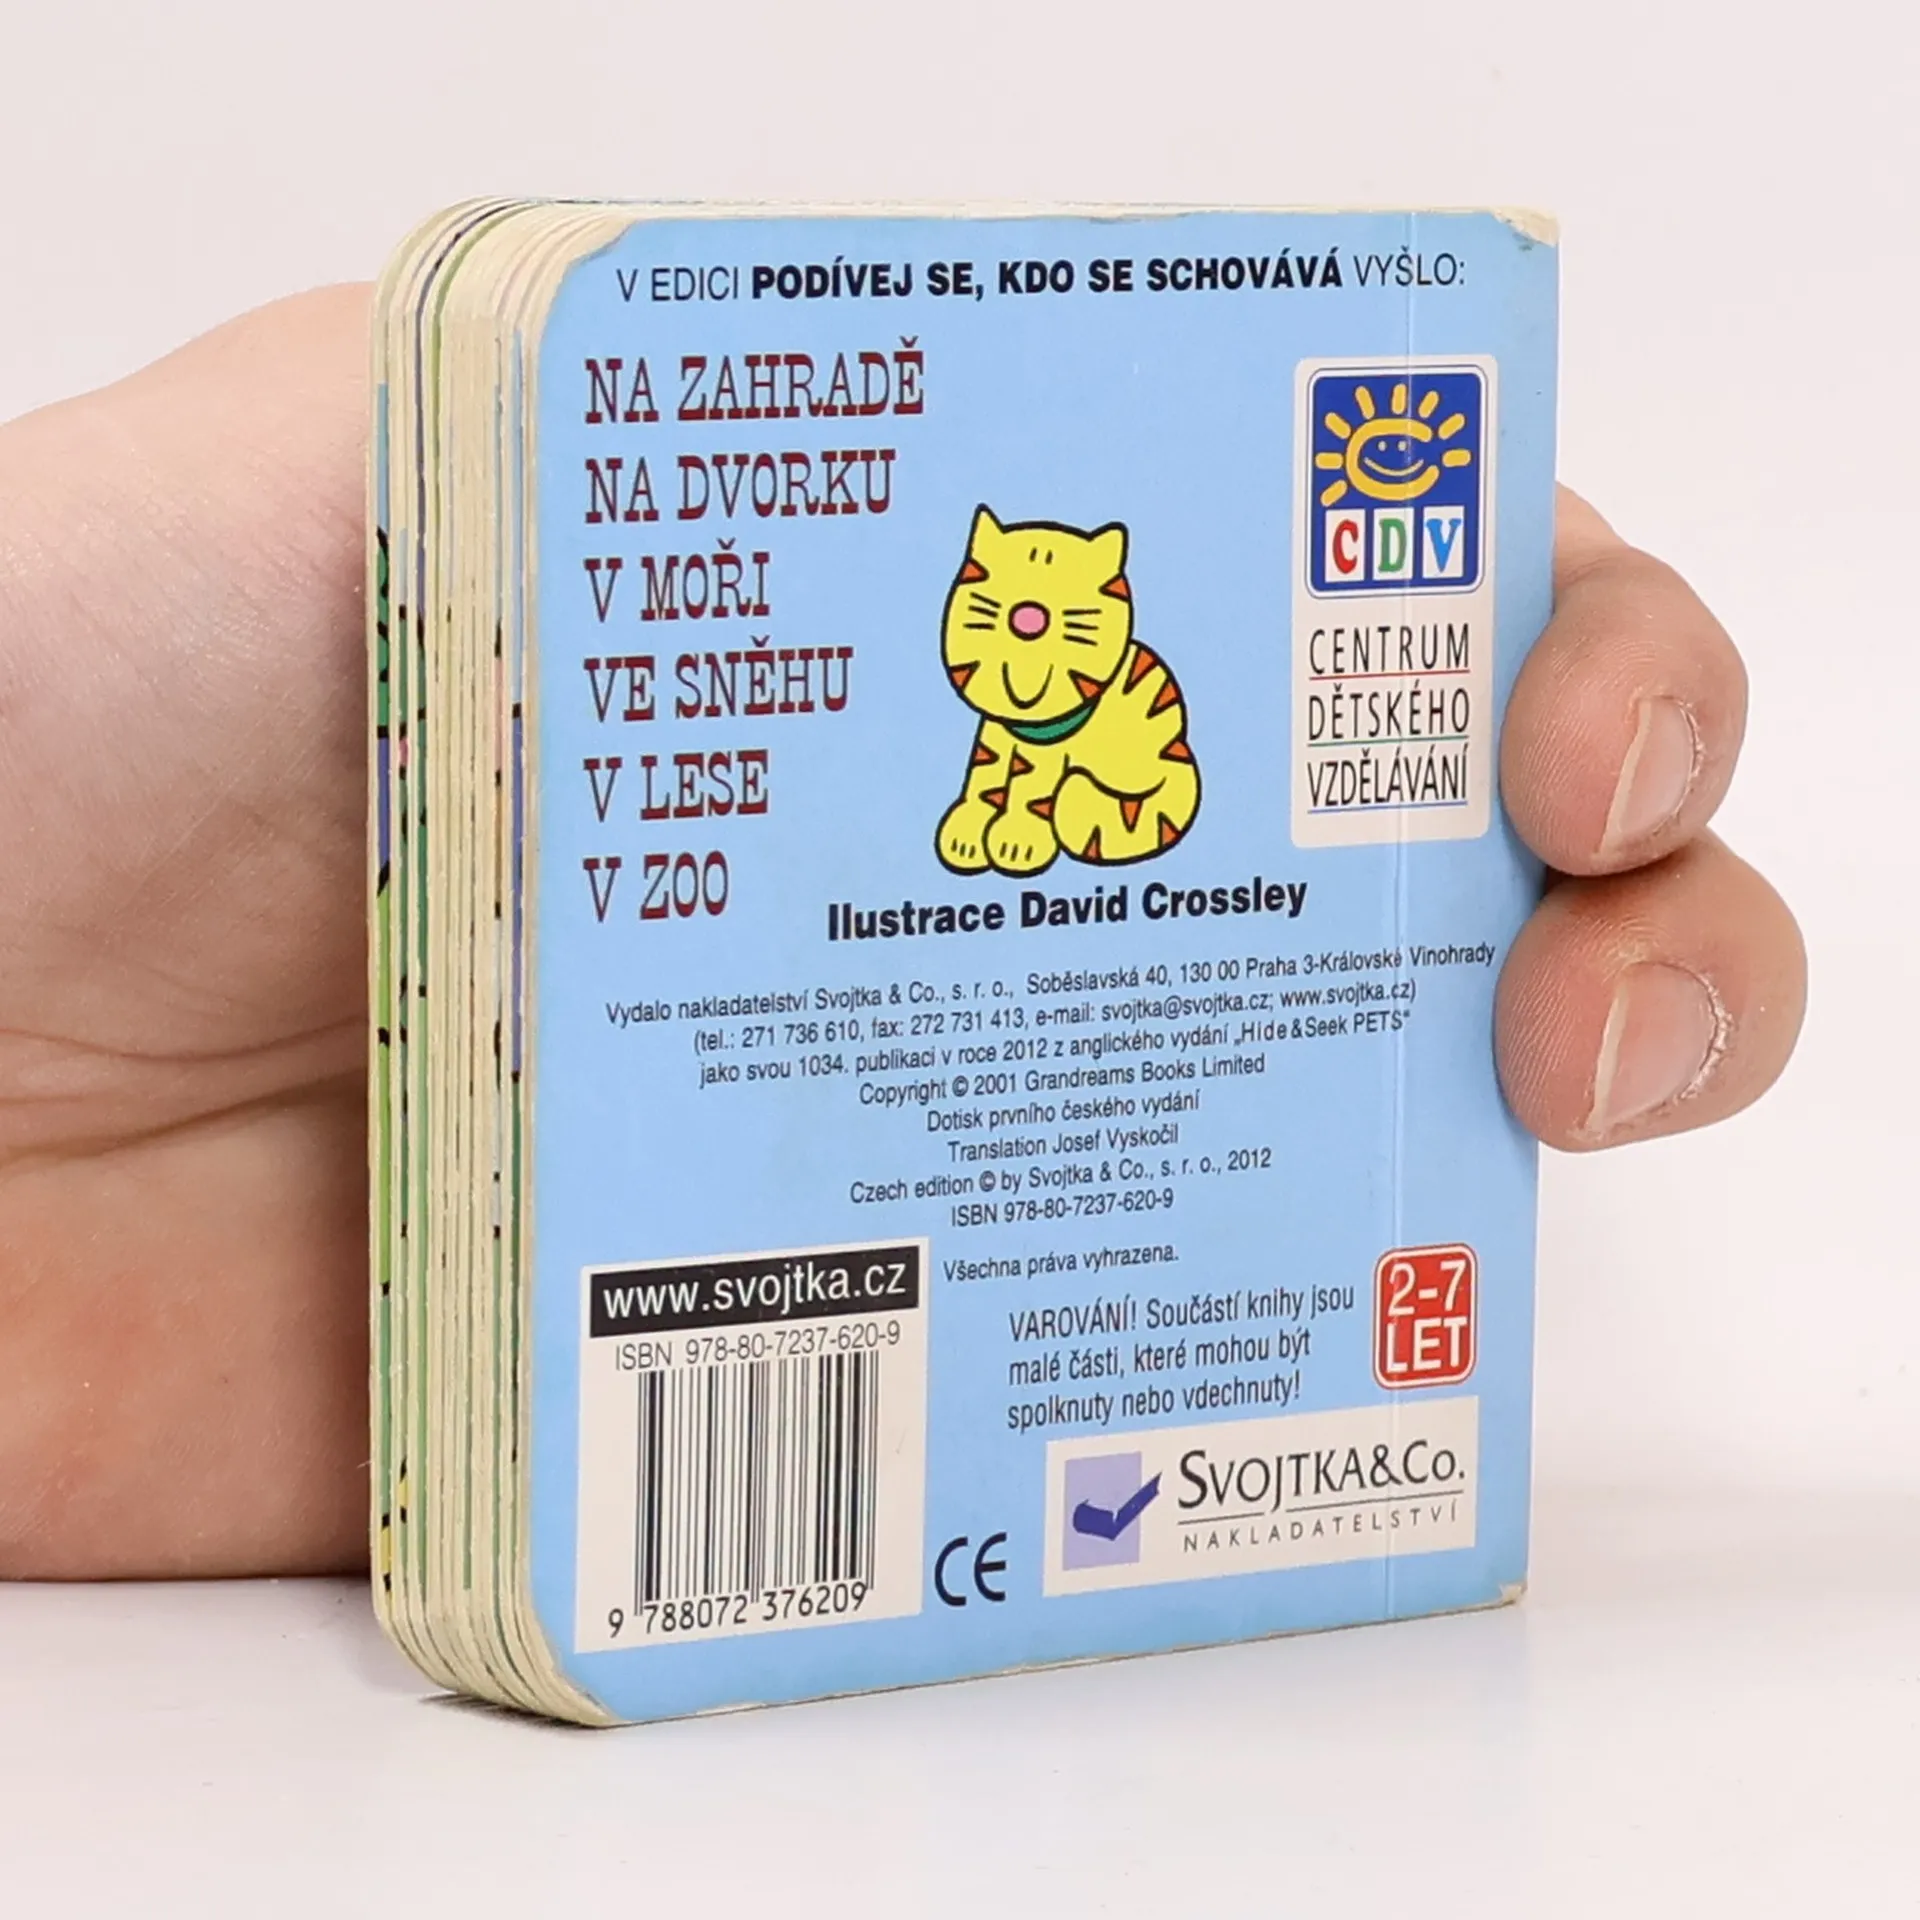 V EDICI PODÍVEJ SE, KDO SE SCHOVÁVÁ VYŠLO:
NA ZAHRADĚ
NA DVORKU
V MOŘI
VE SNĚHU
V LESE
V ZOO
CDV
CENTRUM
DĚTSKÉHO
VZDĚLÁVÁNÍ
Ilustrace David Crossley
Vydalo nakladatelství Svojtka & Co., s. r. o., Soběslavská 40, 130 00 Praha 3-Královské Vinohrady
(tel.: 271 736 610, fax: 272 731 413, e-mail: svojtka@svojtka.cz; www.svojtka.cz)
jako svou 1034. publikaci v roce 2012 z anglického vydání „Hide&Seek PETS“
Copyright © 2001 Grandreams Books Limited
Dotisk prvního českého vydání
Translation Josef Vyskočil
Czech edition © by Svojtka & Co., s. r. o., 2012
ISBN 978-80-7237-620-9
Všechna práva vyhrazena.
www.svojtka.cz
ISBN 978-80-7237-620-9
9 788072 376209
VAROVÁNÍ! Součástí knihy jsou
malé části, které mohou být
spolknuty nebo vdechnuty!
2-7
LET
CE
SVOJTKA&CO.
NAKLADATELSTVÍ